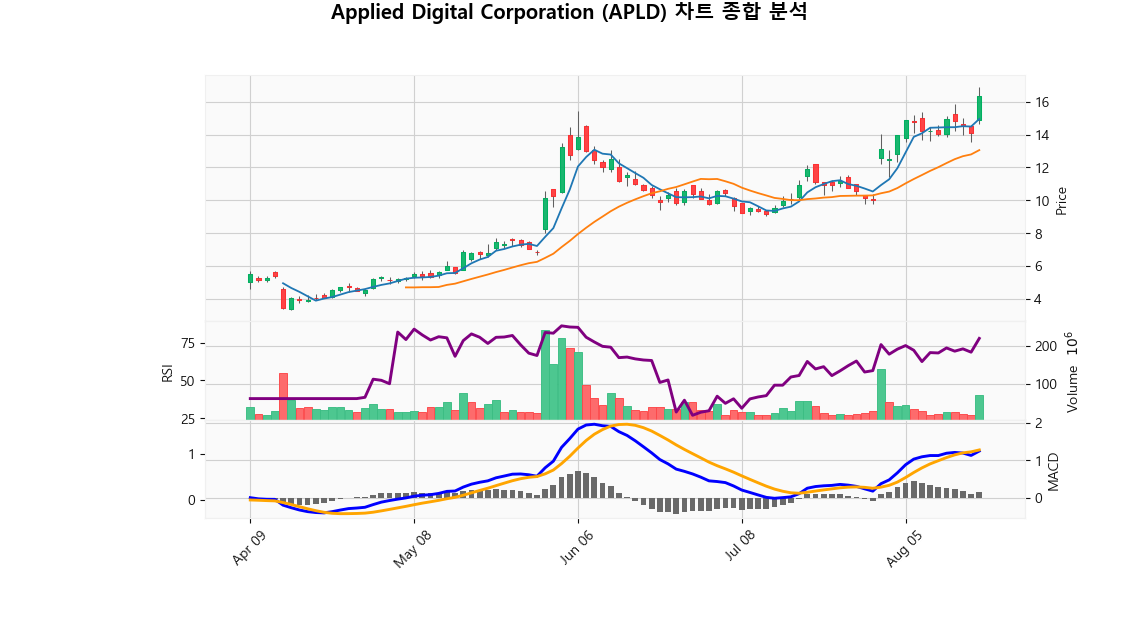 Applied Digital Corporation (APLD) 차트 종합 분석
16
14
12
10
8
6
4
Price
75
50
25
RSI
200
100
Volume 10^6
1
0
2
1
0
MACD
Apr 09
May 08
Jun 06
Jul 08
Aug 05